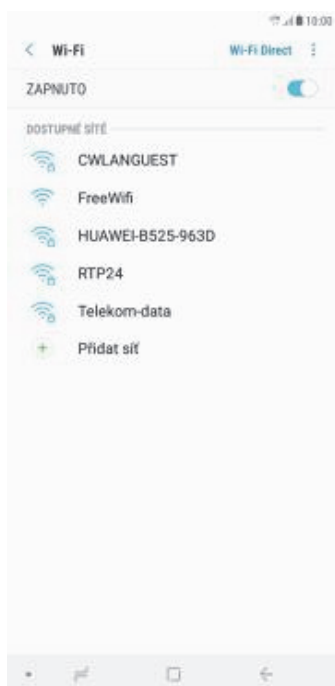 10:00
Wi-Fi Wi-Fi Direct
ZAPNUTO
DOSTUPNÉ SÍTĚ
CWLANGUEST
FreeWifi
HUAWEI-B525-963D
RTP24
Telekom-data
Přidat síť